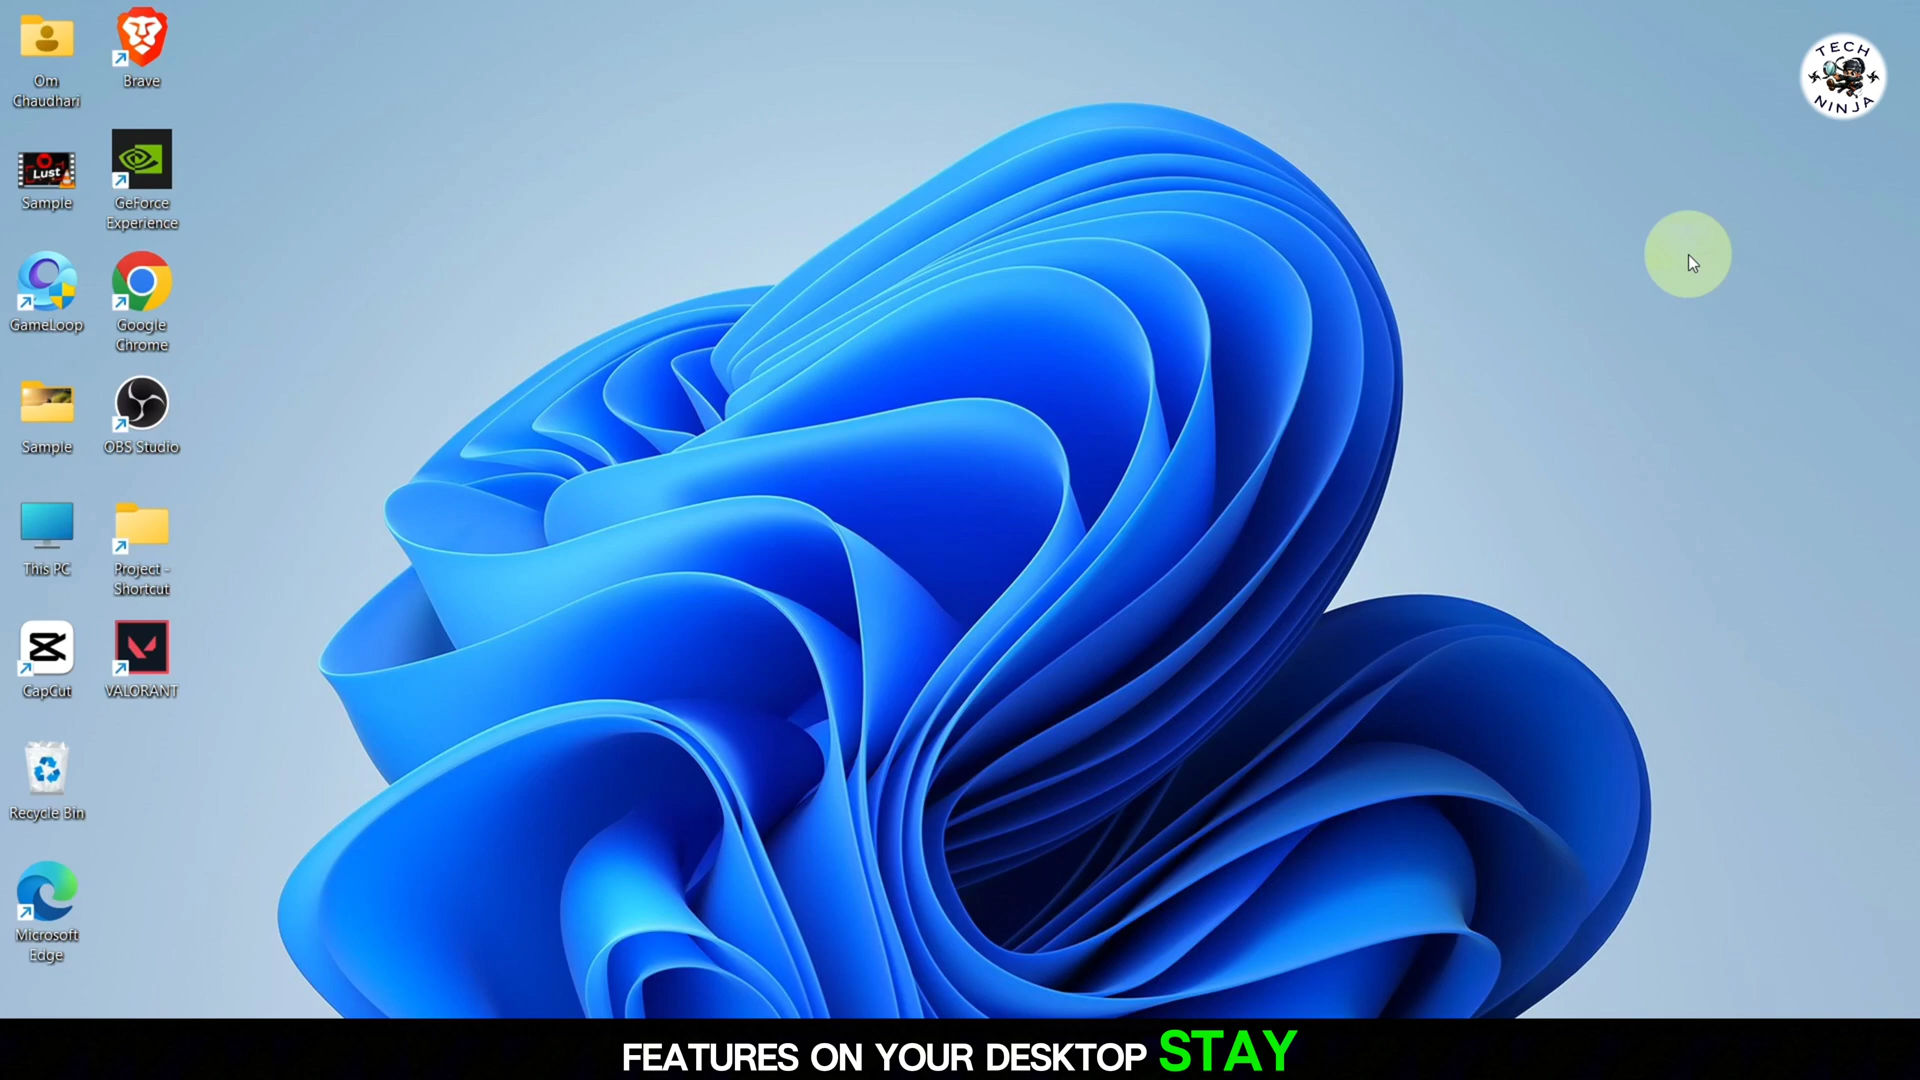 Om
Chaudhari
Brave
Sample
GeForce
Experience
GameLoop
Google
Chrome
Sample
OBS Studio
This PC
Project -
Shortcut
CapCut
VALORANT
Recycle Bin
Microsoft
Edge
Lust
TECH
NINJA
FEATURES ON YOUR DESKTOP STAY